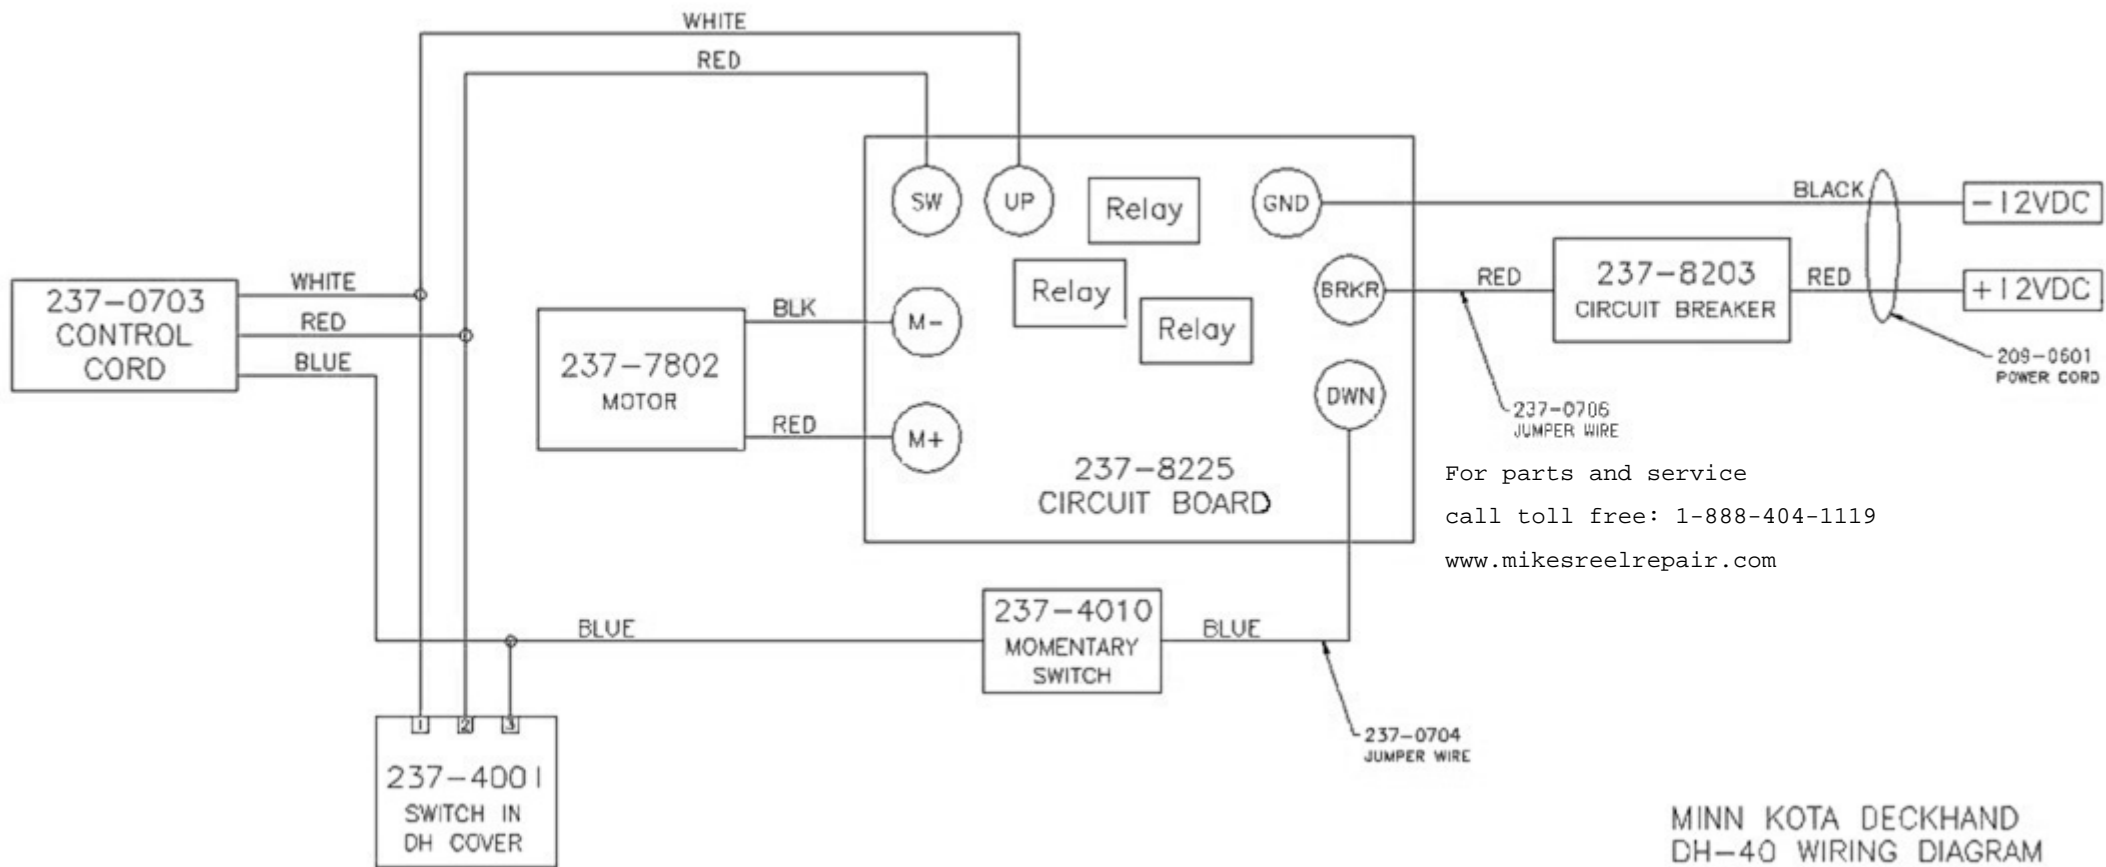 WHITE
RED
SW
UP
Relay
GND
BLACK
-12VDC
237-0703
CONTROL
CORD
WHITE
RED
BLUE
237-7802
MOTOR
BLK
RED
M-
M+
Relay
Relay
BRKR
RED
237-8203
CIRCUIT BREAKER
RED
+12VDC
209-0601
POWER CORD
DWN
237-0706
JUMPER WIRE
237-8225
CIRCUIT BOARD
For parts and service
call toll free: 1-888-404-1119
www.mikesreelrepair.com
BLUE
237-4010
MOMENTARY
SWITCH
BLUE
237-0704
JUMPER WIRE
1 2 3
237-4001
SWITCH IN
DH COVER
MINN KOTA DECKHAND
DH-40 WIRING DIAGRAM